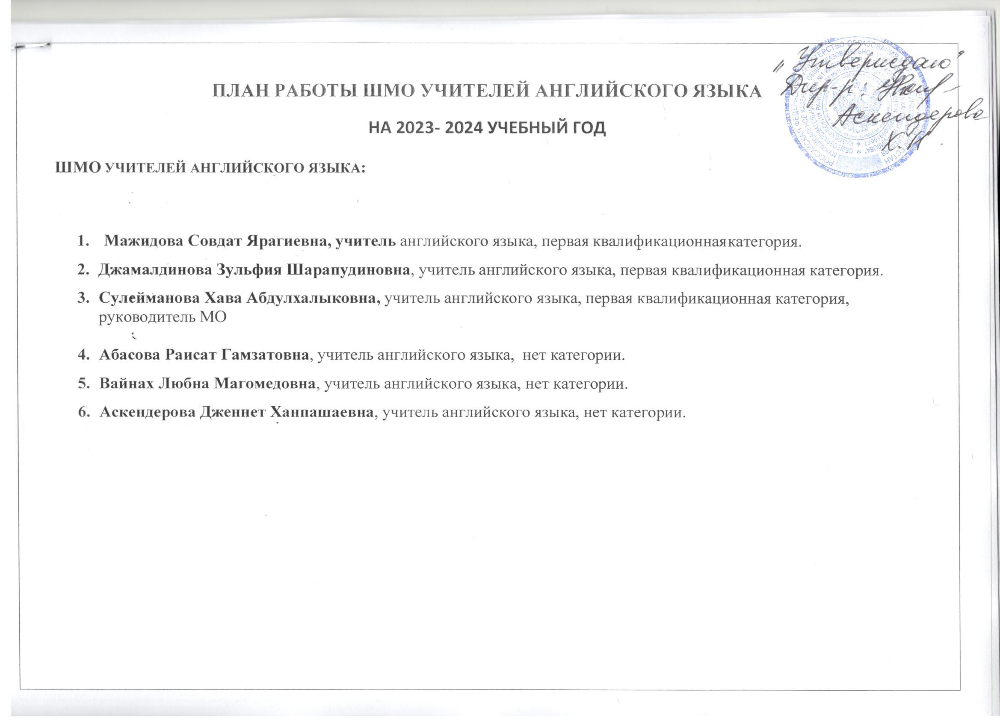 „Утверждаю"
Дир-р:
Аскендерова
Х.Н.
ПЛАН РАБОТЫ ШМО УЧИТЕЛЕЙ АНГЛИЙСКОГО ЯЗЫКА
НА 2023- 2024 УЧЕБНЫЙ ГОД
ШМО УЧИТЕЛЕЙ АНГЛИЙСКОГО ЯЗЫКА:
1. Мажидова Совдат Ярагиевна, учитель английского языка, первая квалификационнаякатегория.
2. Джамалдинова Зульфия Шарапудиновна, учитель английского языка, первая квалификационная категория.
3. Сулейманова Хава Абдулхалыковна, учитель английского языка, первая квалификационная категория,
руководитель МО
4. Абасова Раисат Гамзатовна, учитель английского языка, нет категории.
5. Вайнах Любна Магомедовна, учитель английского языка, нет категории.
6. Аскендерова Дженнет Ханпашаевна, учитель английского языка, нет категории.